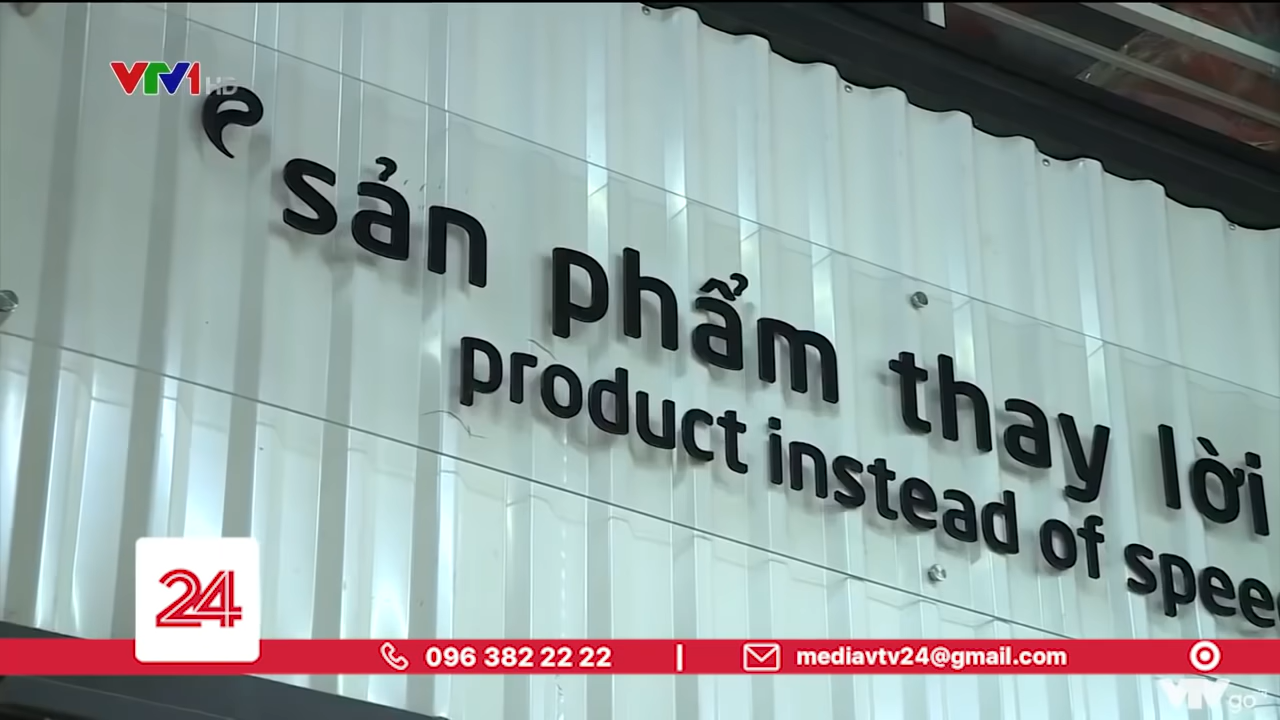 VTV1 HD
sản phẩm thay lời
product instead of spee
24
096 382 22 22 | mediavtv24@gmail.com
VTV go